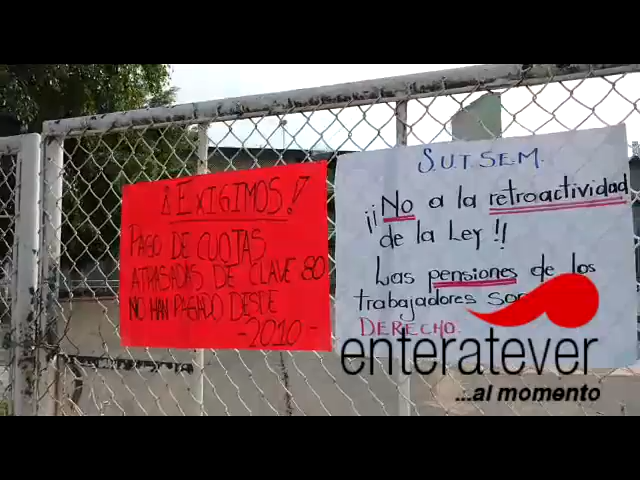 ¡EXIGIMOS!
PAGO DE CUOTAS
ATRASADAS DE CLAVE 80
NO HAN PAGADO DESDE
-2010-
S.U.T.S.E.M.
¡¡No a la retroactividad
de la Ley!!
Las pensiones de los
trabajadores son
DERECHO.
enteratever
...al momento